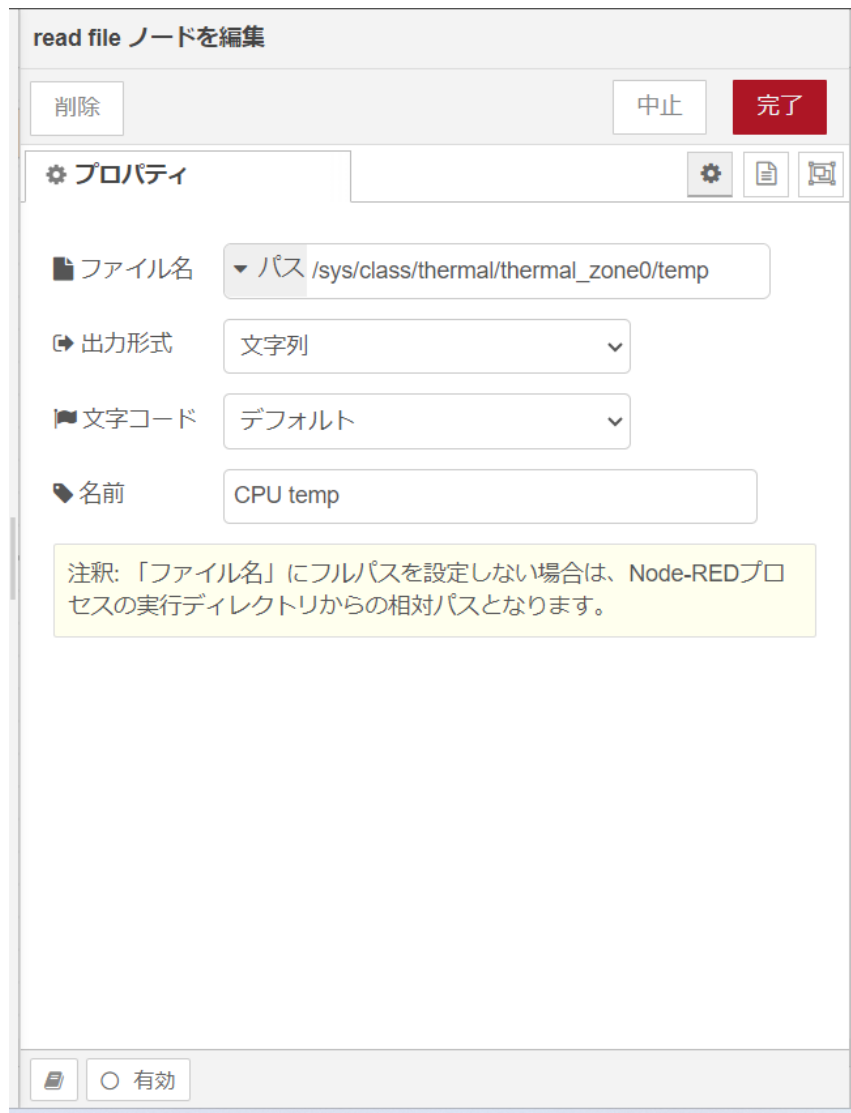 read file ノードを編集
削除
中止
完了
プロパティ
ファイル名
パス /sys/class/thermal/thermal_zone0/temp
出力形式
文字列
文字コード
デフォルト
名前
CPU temp
注釈: 「ファイル名」にフルパスを設定しない場合は、Node-REDプロ
セスの実行ディレクトリからの相対パスとなります。
有効